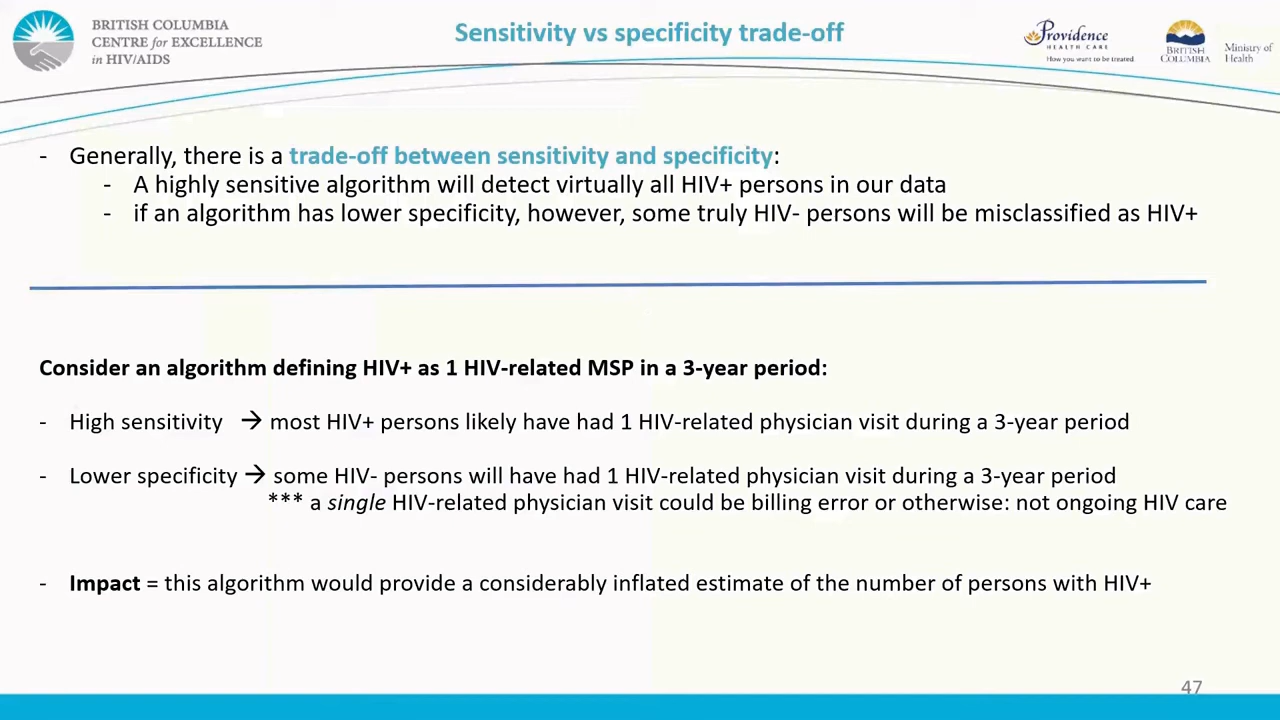 BRITISH COLUMBIA
CENTRE for EXCELLENCE
in HIV/AIDS
Sensitivity vs specificity trade-off
Providence
HEALTH CARE
How you want to be treated.
BRITISH
COLUMBIA
Ministry of
Health
- Generally, there is a trade-off between sensitivity and specificity:
- A highly sensitive algorithm will detect virtually all HIV+ persons in our data
- if an algorithm has lower specificity, however, some truly HIV- persons will be misclassified as HIV+
Consider an algorithm defining HIV+ as 1 HIV-related MSP in a 3-year period:
- High sensitivity → most HIV+ persons likely have had 1 HIV-related physician visit during a 3-year period
- Lower specificity → some HIV- persons will have had 1 HIV-related physician visit during a 3-year period
*** a single HIV-related physician visit could be billing error or otherwise: not ongoing HIV care
- Impact = this algorithm would provide a considerably inflated estimate of the number of persons with HIV+
47